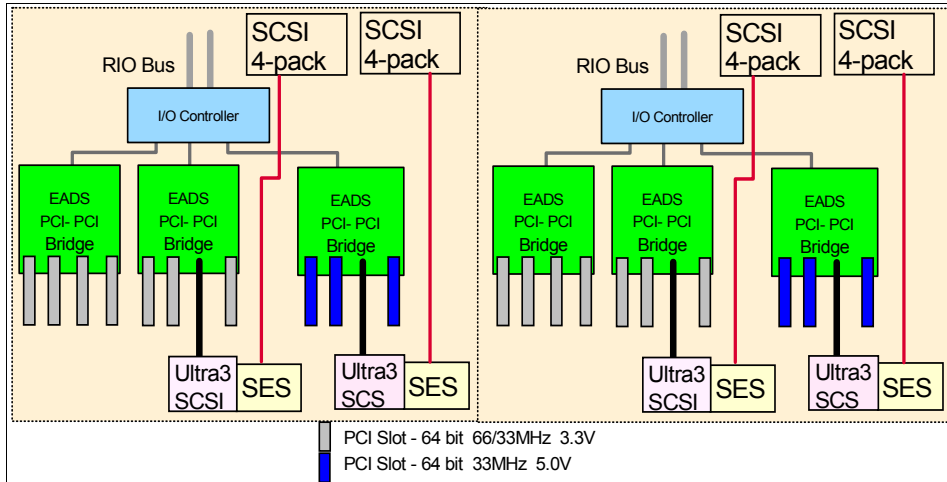 SCSI
4-pack
SCSI
4-pack
RIO Bus
I/O Controller
EADS
PCI- PCI
Bridge
EADS
PCI- PCI
Bridge
EADS
PCI- PCI
Bridge
Ultra3
SCSI
SES
Ultra3
SCS
SES
SCSI
4-pack
SCSI
4-pack
RIO Bus
I/O Controller
EADS
PCI- PCI
Bridge
EADS
PCI- PCI
Bridge
EADS
PCI- PCI
Bridge
Ultra3
SCSI
SES
Ultra3
SCS
SES
PCI Slot - 64 bit 66/33MHz 3.3V
PCI Slot - 64 bit 33MHz 5.0V